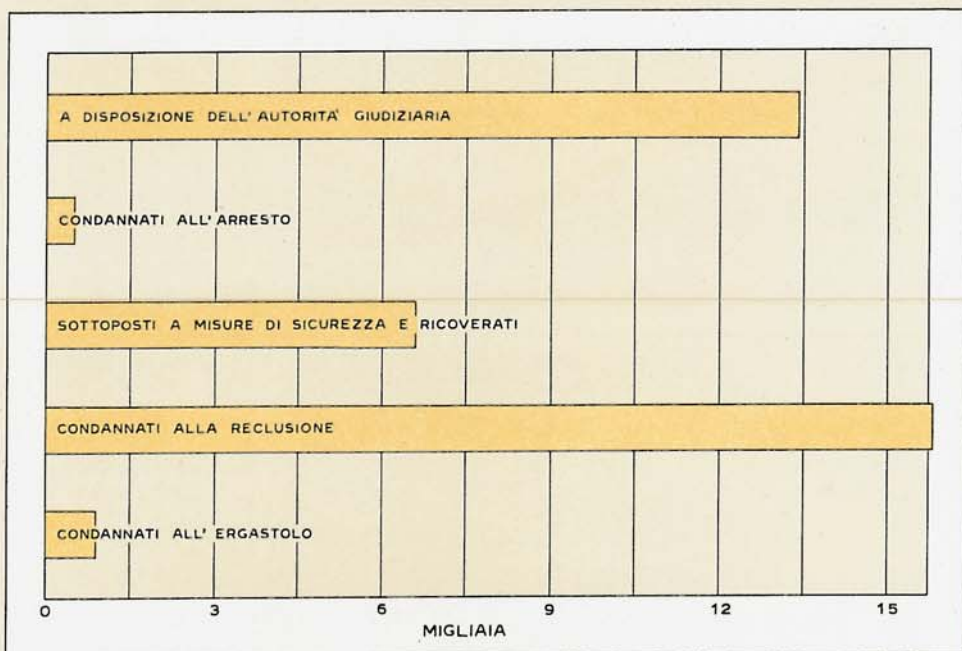 A DISPOSIZIONE DELL'AUTORITÀ GIUDIZIARIA
CONDANNATI ALL'ARRESTO
SOTTOPOSTI A MISURE DI SICUREZZA E RICOVERATI
CONDANNATI ALLA RECLUSIONE
CONDANNATI ALL'ERGASTOLO
0 3 6 9 12 15
MIGLIAIA